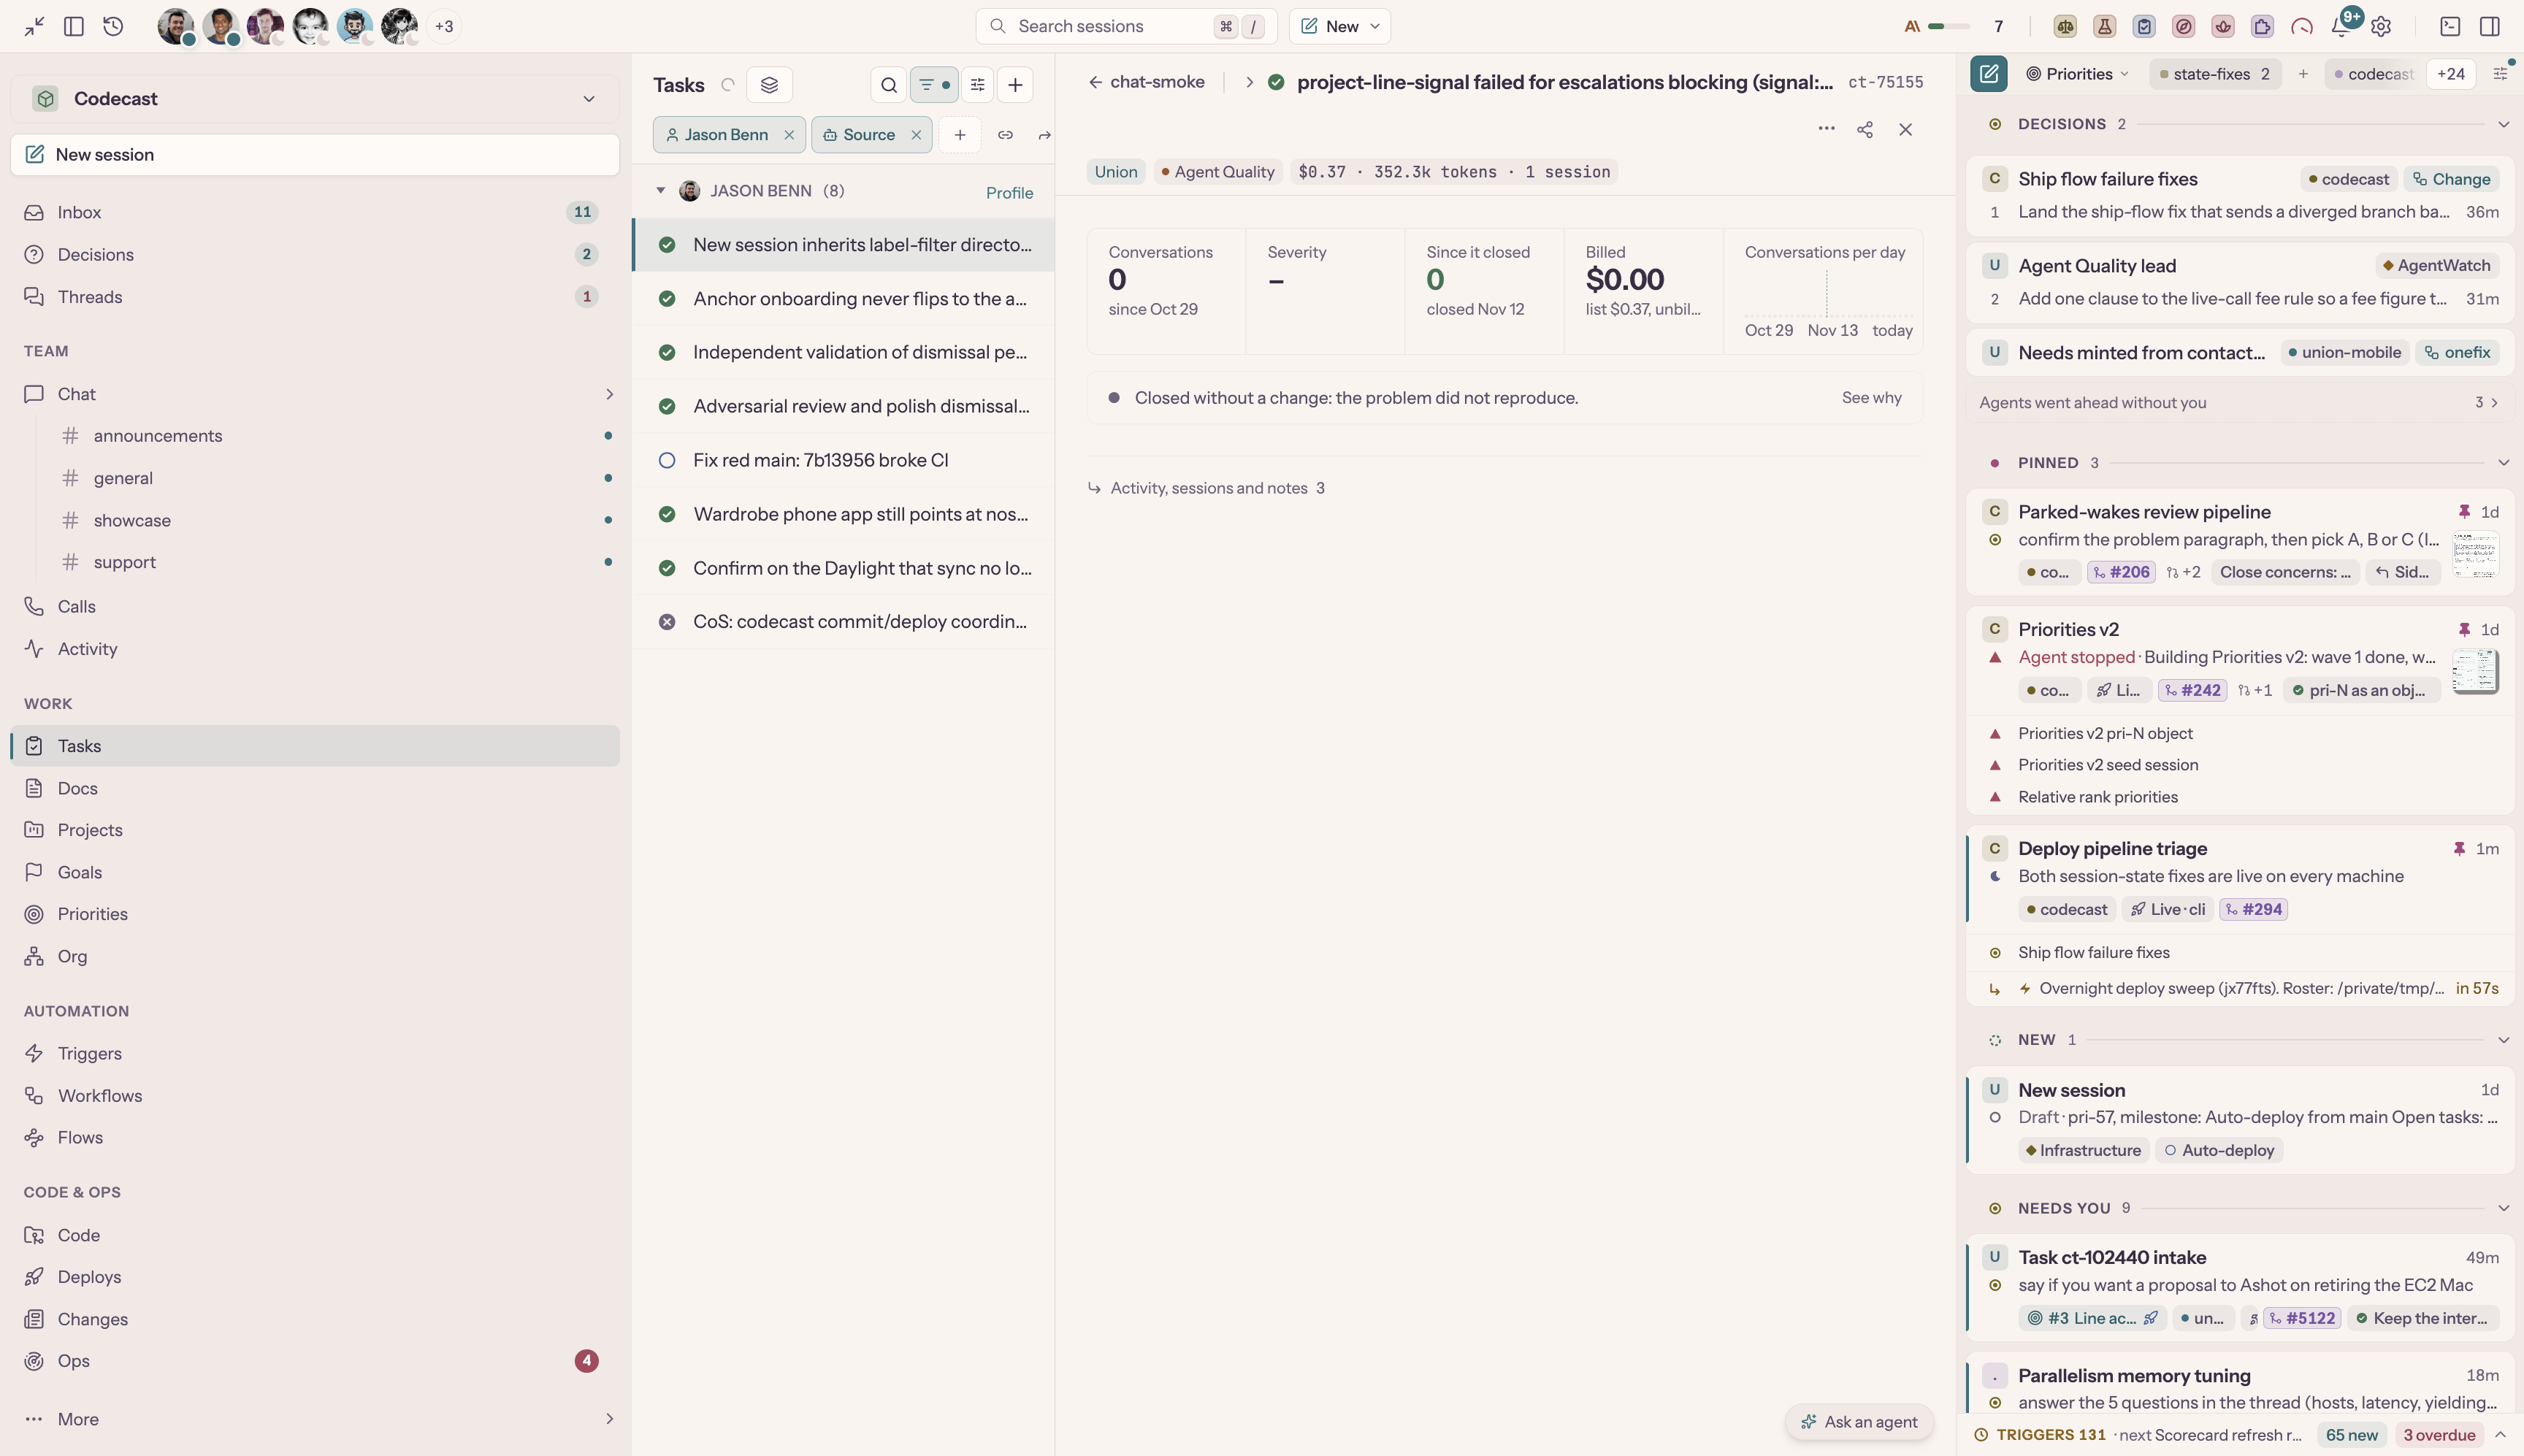 +3
Search sessions
⌘ /
New
7
9+
Codecast
New session
Inbox 11
Decisions 2
Threads 1
TEAM
Chat
# announcements
# general
# showcase
# support
Calls
Activity
WORK
Tasks
Docs
Projects
Goals
Priorities
Org
AUTOMATION
Triggers
Workflows
Flows
CODE & OPS
Code
Deploys
Changes
Ops 4
More
Tasks
Jason Benn
Source
JASON BENN (8)
Profile
New session inherits label-filter directo...
Anchor onboarding never flips to the a...
Independent validation of dismissal pe...
Adversarial review and polish dismissal...
Fix red main: 7b13956 broke CI
Wardrobe phone app still points at nos...
Confirm on the Daylight that sync no lo...
CoS: codecast commit/deploy coordin...
chat-smoke
project-line-signal failed for escalations blocking (signal:...
ct-75155
Union
Agent Quality
$0.37 · 352.3k tokens · 1 session
Conversations
0
since Oct 29
Severity
–
Since it closed
0
closed Nov 12
Billed
$0.00
list $0.37, unbil...
Conversations per day
Oct 29 Nov 13 today
Closed without a change: the problem did not reproduce.
See why
Activity, sessions and notes 3
Ask an agent
Priorities
state-fixes 2
+
codecast
+24
DECISIONS 2
C Ship flow failure fixes codecast Change
1 Land the ship-flow fix that sends a diverged branch ba... 36m
U Agent Quality lead AgentWatch
2 Add one clause to the live-call fee rule so a fee figure t... 31m
U Needs minted from contact... union-mobile onefix
Agents went ahead without you 3
PINNED 3
C Parked-wakes review pipeline 1d
confirm the problem paragraph, then pick A, B or C (I...
co... #206 +2 Close concerns: ... Sid...
C Priorities v2 1d
Agent stopped · Building Priorities v2: wave 1 done, w...
co... Li... #242 +1 pri-N as an obj...
Priorities v2 pri-N object
Priorities v2 seed session
Relative rank priorities
C Deploy pipeline triage 1m
Both session-state fixes are live on every machine
codecast Live · cli #294
Ship flow failure fixes
Overnight deploy sweep (jx77fts). Roster: /private/tmp/... in 57s
NEW 1
U New session 1d
Draft · pri-57, milestone: Auto-deploy from main Open tasks: ...
Infrastructure Auto-deploy
NEEDS YOU 9
U Task ct-102440 intake 49m
say if you want a proposal to Ashot on retiring the EC2 Mac
#3 Line ac... un... #5122 Keep the inter...
. Parallelism memory tuning 18m
answer the 5 questions in the thread (hosts, latency, yielding...
TRIGGERS 131 · next Scorecard refresh r... 65 new 3 overdue